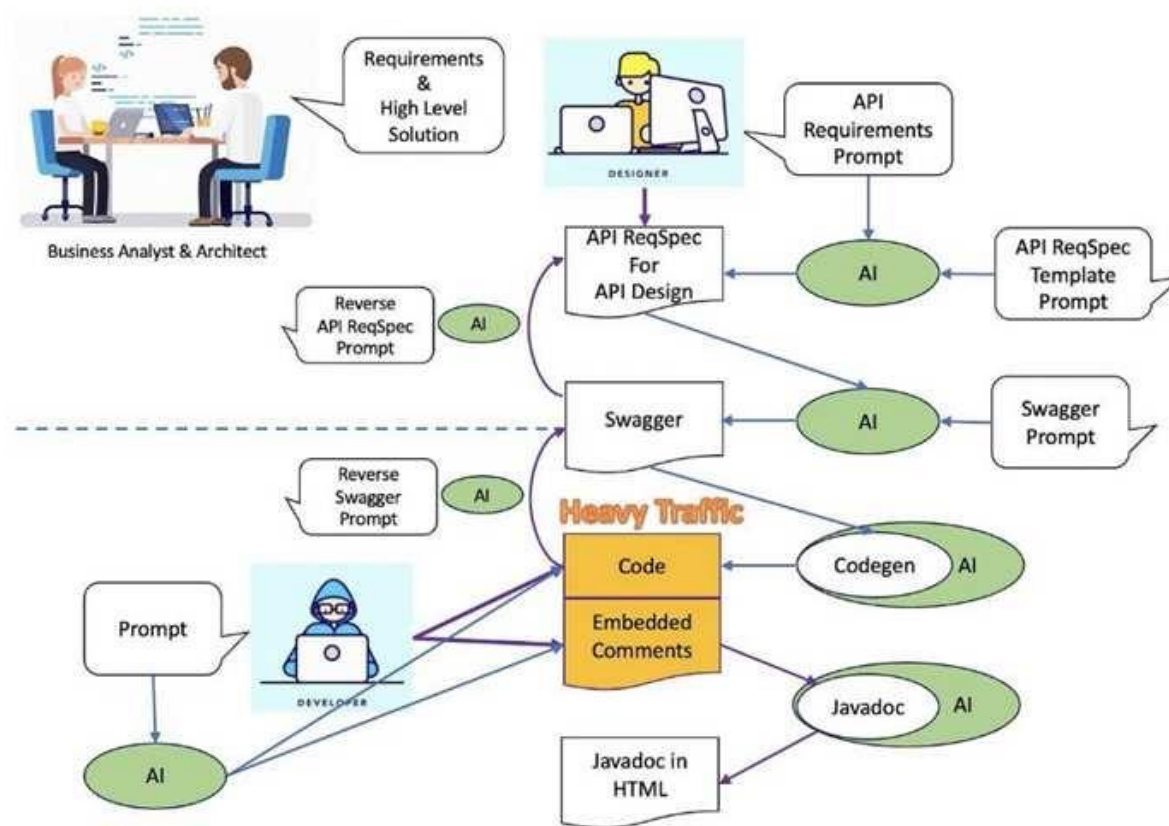 Requirements
&
High Level
Solution
Business Analyst & Architect
DESIGNER
API
Requirements
Prompt
API ReqSpec
For
API Design
AI
API ReqSpec
Template
Prompt
Reverse
API ReqSpec
Prompt
AI
Swagger
AI
Swagger
Prompt
Reverse
Swagger
Prompt
AI
Heavy Traffic
Code
Codegen
AI
Embedded
Comments
Prompt
DEVELOPER
Javadoc
AI
AI
Javadoc in
HTML